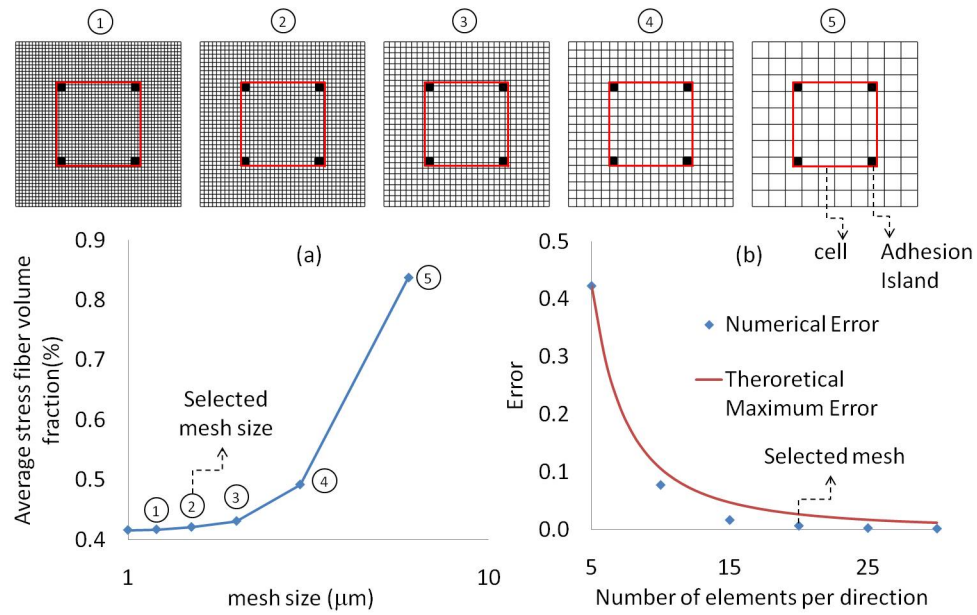 1
2
3
4
5
cell
Adhesion
Island
(a)
Average stress fiber volume
fraction(%)
0.9
0.8
0.7
0.6
0.5
0.4
Selected
mesh size
1
2
3
4
5
1
10
mesh size (μm)
(b)
Error
0.5
0.4
0.3
0.2
0.1
0.0
Numerical Error
Theroretical
Maximum Error
Selected mesh
5
15
25
Number of elements per direction